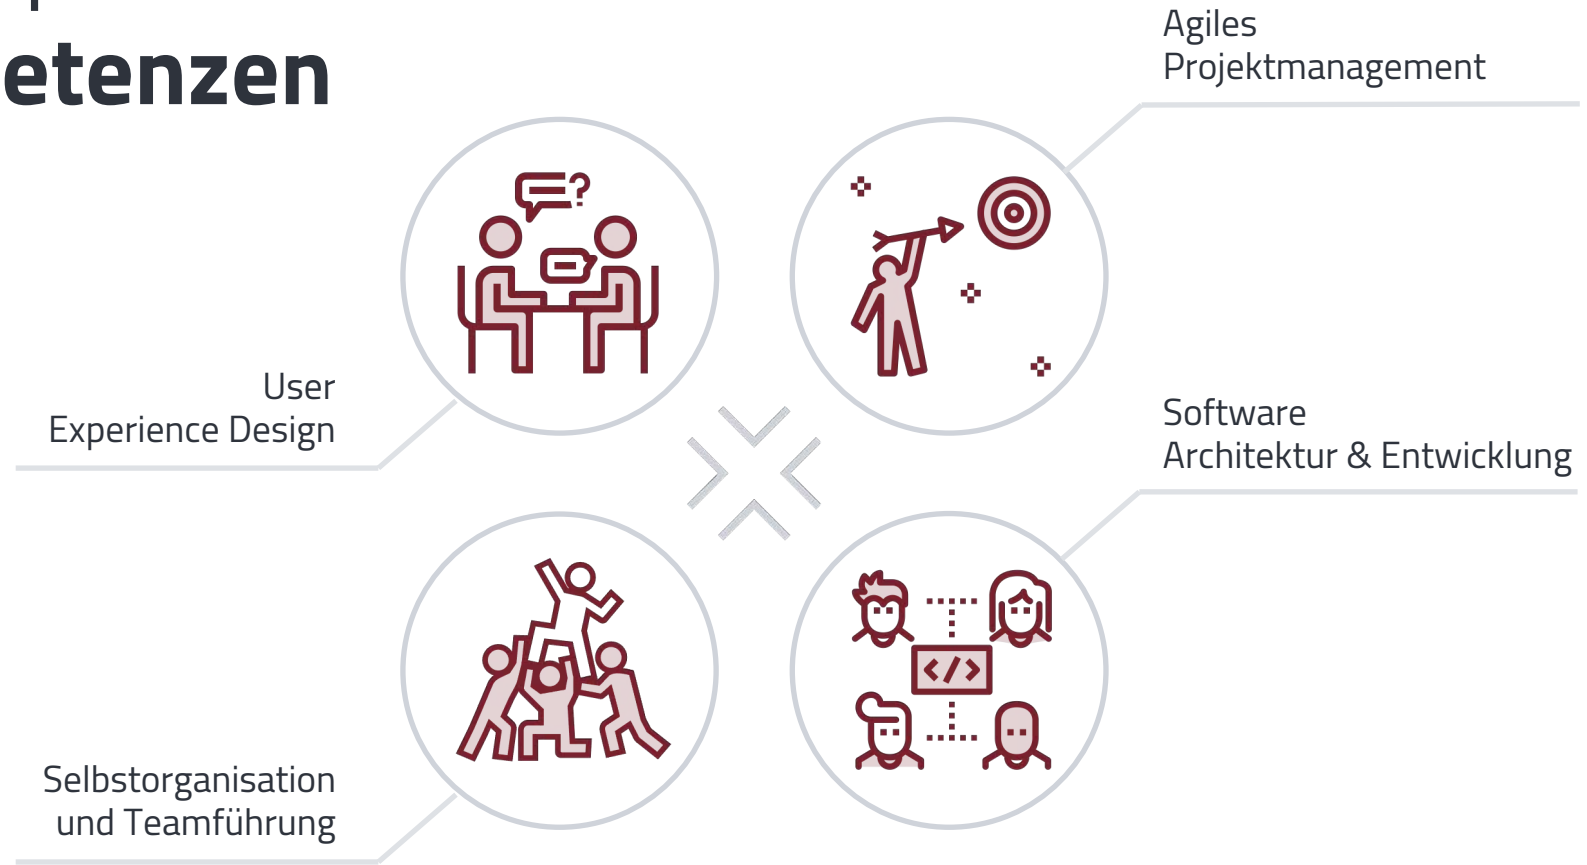 etenzen
Agiles
Projektmanagement
User
Experience Design
Software
Architektur & Entwicklung
Selbstorganisation
und Teamführung
?
</>